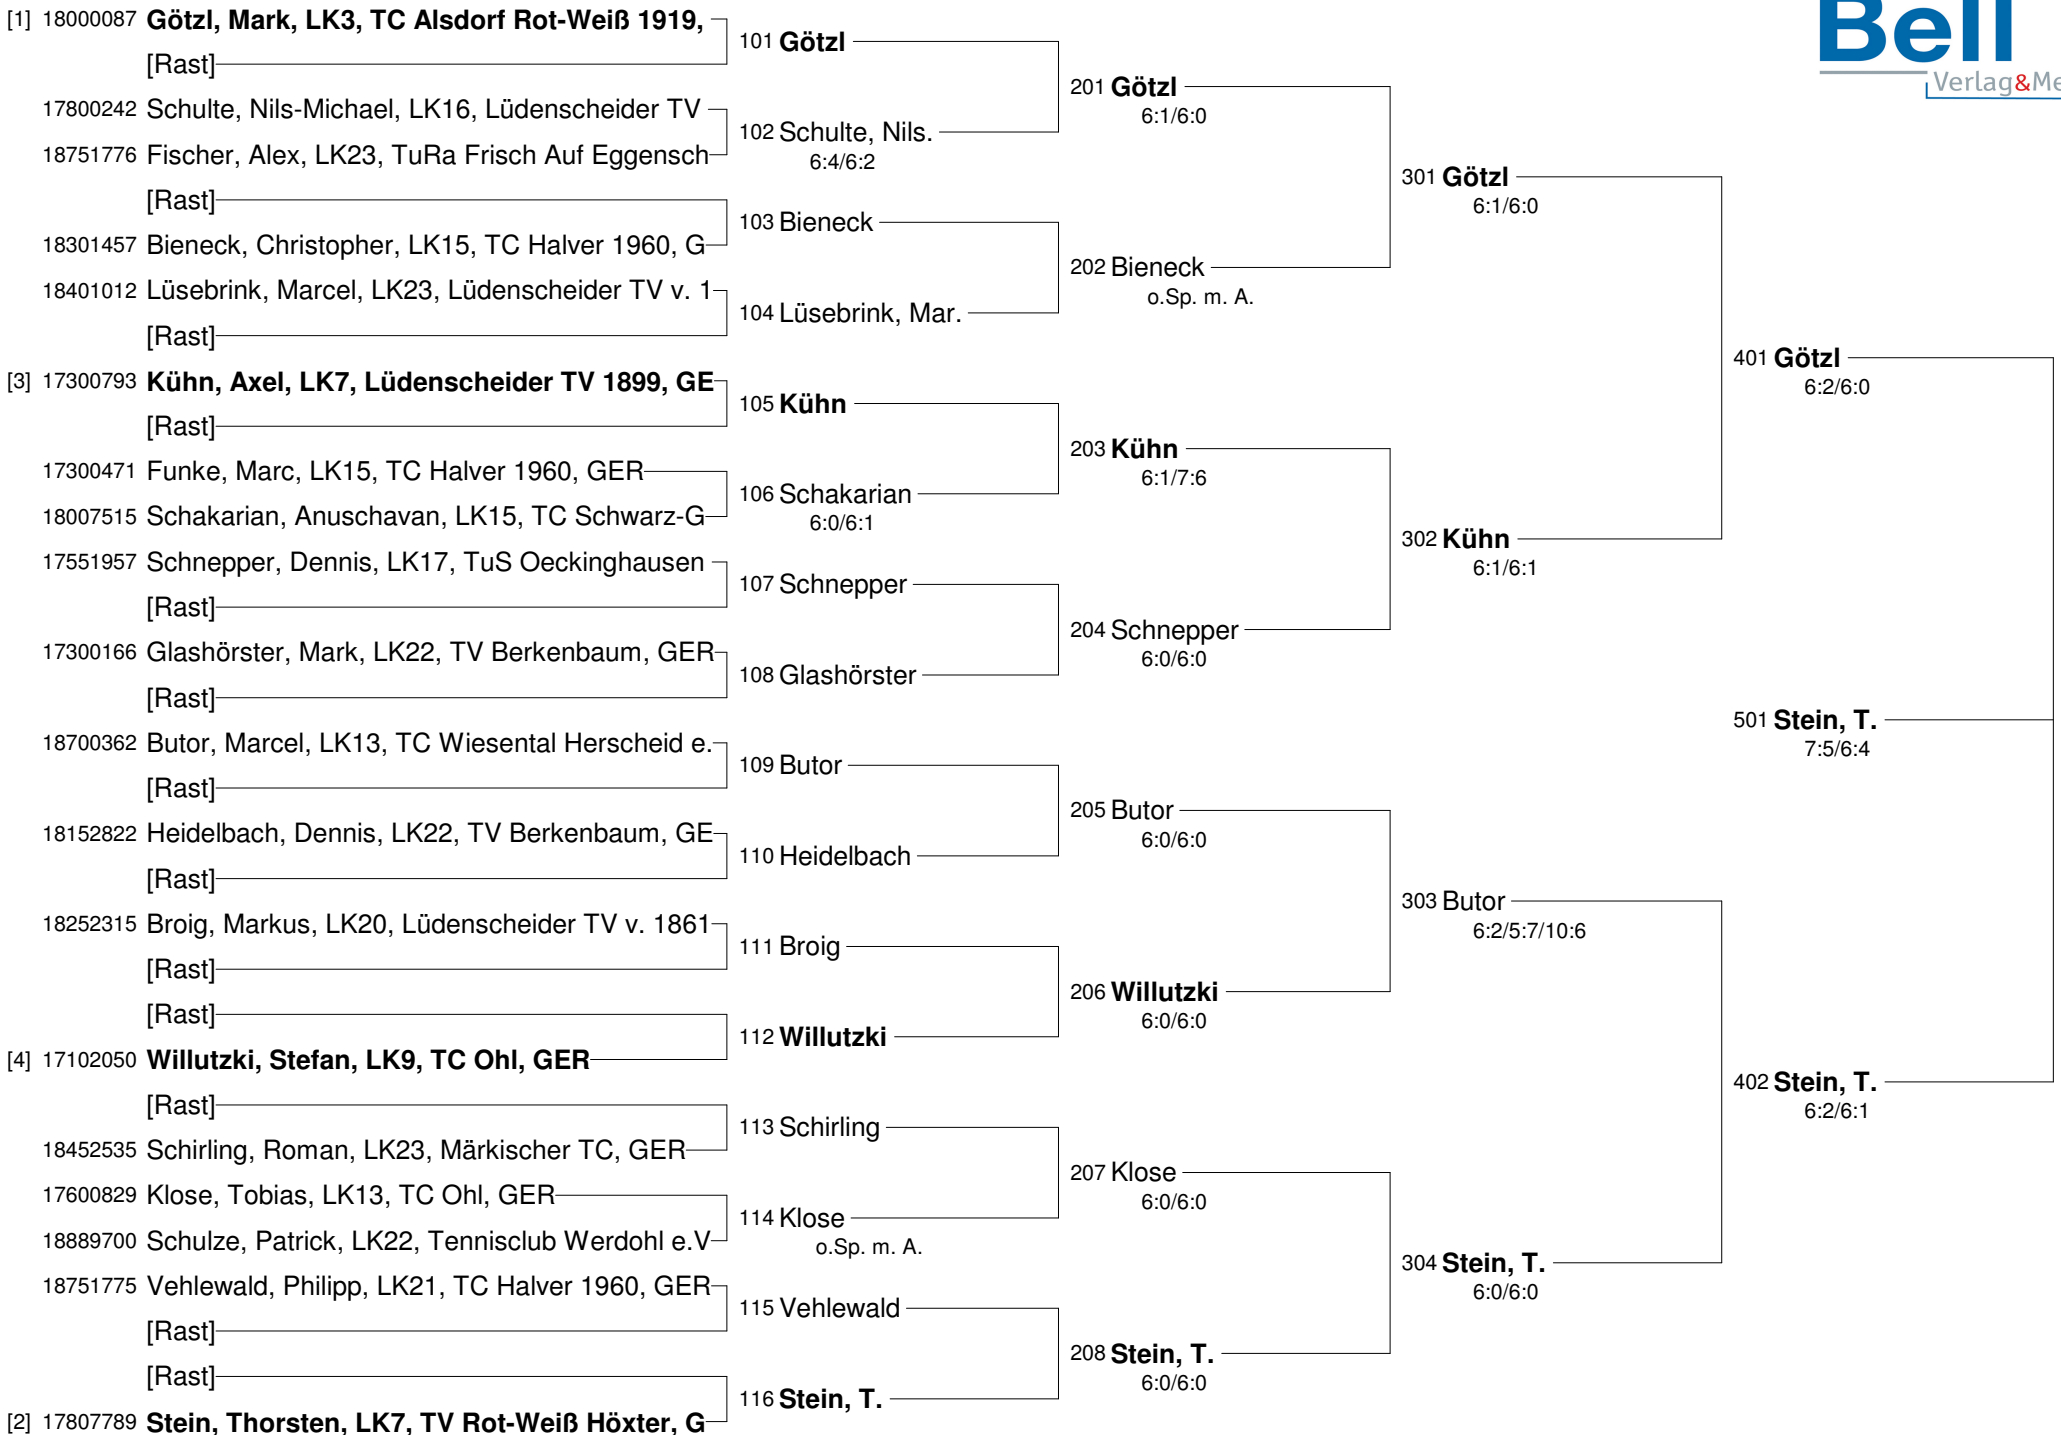 Bell
Verlag&Me
[1] 18000087 Götzl, Mark, LK3, TC Alsdorf Rot-Weiß 1919,
[Rast]
17800242 Schulte, Nils-Michael, LK16, Lüdenscheider TV
18751776 Fischer, Alex, LK23, TuRa Frisch Auf Eggensch
[Rast]
18301457 Bieneck, Christopher, LK15, TC Halver 1960, G
18401012 Lüsebrink, Marcel, LK23, Lüdenscheider TV v. 1
[Rast]
[3] 17300793 Kühn, Axel, LK7, Lüdenscheider TV 1899, GE
[Rast]
17300471 Funke, Marc, LK15, TC Halver 1960, GER
18007515 Schakarian, Anuschavan, LK15, TC Schwarz-G
17551957 Schnepper, Dennis, LK17, TuS Oeckinghausen
[Rast]
17300166 Glashörster, Mark, LK22, TV Berkenbaum, GER
[Rast]
18700362 Butor, Marcel, LK13, TC Wiesental Herscheid e.
[Rast]
18152822 Heidelbach, Dennis, LK22, TV Berkenbaum, GE
[Rast]
18252315 Broig, Markus, LK20, Lüdenscheider TV v. 1861
[Rast]
[Rast]
[4] 17102050 Willutzki, Stefan, LK9, TC Ohl, GER
[Rast]
18452535 Schirling, Roman, LK23, Märkischer TC, GER
17600829 Klose, Tobias, LK13, TC Ohl, GER
18889700 Schulze, Patrick, LK22, Tennisclub Werdohl e.V
18751775 Vehlewald, Philipp, LK21, TC Halver 1960, GER
[Rast]
[Rast]
[2] 17807789 Stein, Thorsten, LK7, TV Rot-Weiß Höxter, G
101 Götzl
102 Schulte, Nils.
6:4/6:2
103 Bieneck
104 Lüsebrink, Mar.
105 Kühn
106 Schakarian
6:0/6:1
107 Schnepper
108 Glashörster
109 Butor
110 Heidelbach
111 Broig
112 Willutzki
113 Schirling
114 Klose
o.Sp. m. A.
115 Vehlewald
116 Stein, T.
201 Götzl
6:1/6:0
202 Bieneck
o.Sp. m. A.
203 Kühn
6:1/7:6
204 Schnepper
6:0/6:0
205 Butor
6:0/6:0
206 Willutzki
6:0/6:0
207 Klose
6:0/6:0
208 Stein, T.
6:0/6:0
301 Götzl
6:1/6:0
302 Kühn
6:1/6:1
303 Butor
6:2/5:7/10:6
304 Stein, T.
6:0/6:0
401 Götzl
6:2/6:0
501 Stein, T.
7:5/6:4
402 Stein, T.
6:2/6:1